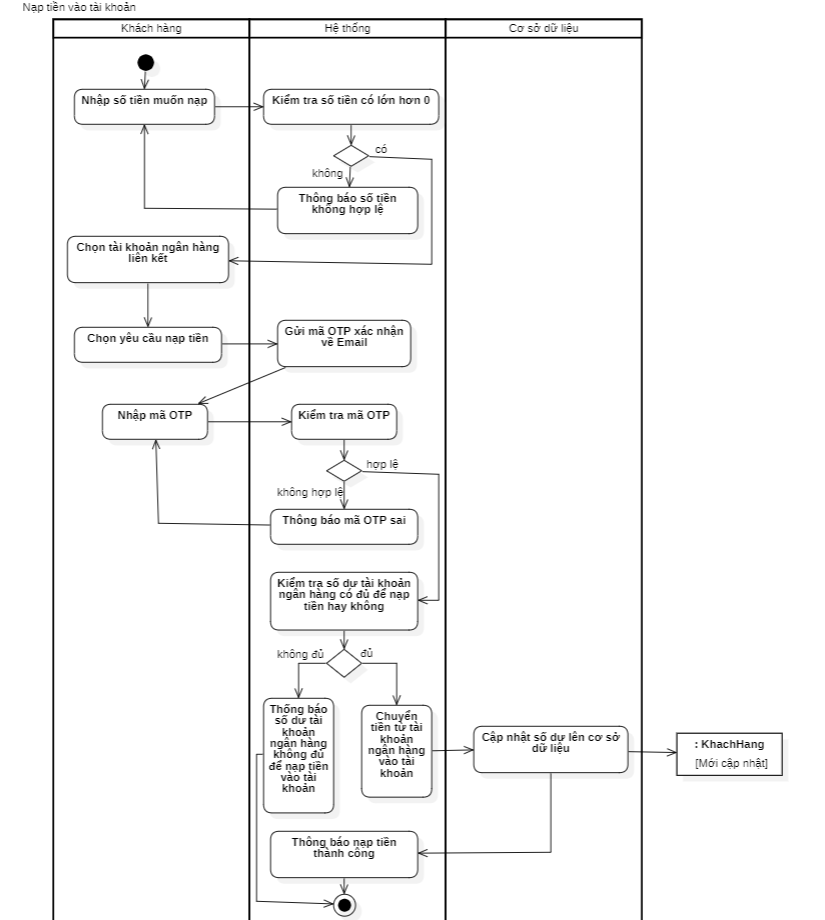 Nạp tiền vào tài khoản
Khách hàng
Hệ thống
Cơ sở dữ liệu
Nhập số tiền muốn nạp
Kiểm tra số tiền có lớn hơn 0
có
không
Thông báo số tiền
không hợp lệ
Chọn tài khoản ngân hàng
liên kết
Chọn yêu cầu nạp tiền
Gửi mã OTP xác nhận
về Email
Nhập mã OTP
Kiểm tra mã OTP
hợp lệ
không hợp lệ
Thông báo mã OTP sai
Kiểm tra số dư tài khoản
ngân hàng có đủ để nạp
tiền hay không
không đủ
đủ
Thống báo
số dư tài
khoản
ngân hàng
không đủ
để nạp tiền
vào tài
khoản
Chuyển
tiền từ tài
khoản
ngân hàng
vào tài
khoản
Cập nhật số dự lên cơ sở
dữ liệu
: KhachHang
[Mới cập nhật]
Thông báo nạp tiền
thành công